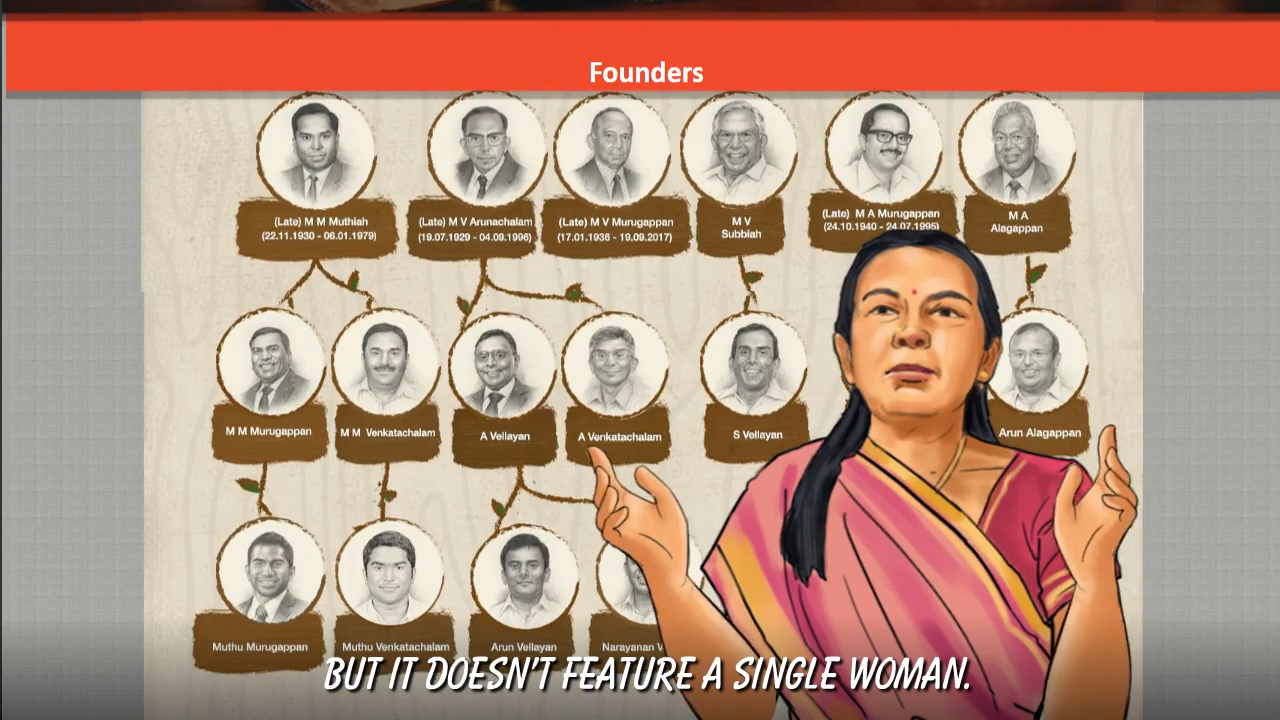 Founders
(Late) M M Muthiah
(22.11.1930 - 06.01.1979)
(Late) M V Arunachalam
(19.07.1929 - 04.09.1996)
(Late) M V Murugappan
(17.01.1936 - 19.09.2017)
M V
Subbiah
(Late) M A Murugappan
(24.10.1940 - 24.07.1995)
M A
Alagappan
M M Murugappan
M M Venkatachalam
A Vellayan
A Venkatachalam
S Vellayan
Arun Alagappan
Muthu Murugappan
Muthu Venkatachalam
Arun Vellayan
Narayanan V
BUT IT DOESN'T FEATURE A SINGLE WOMAN.